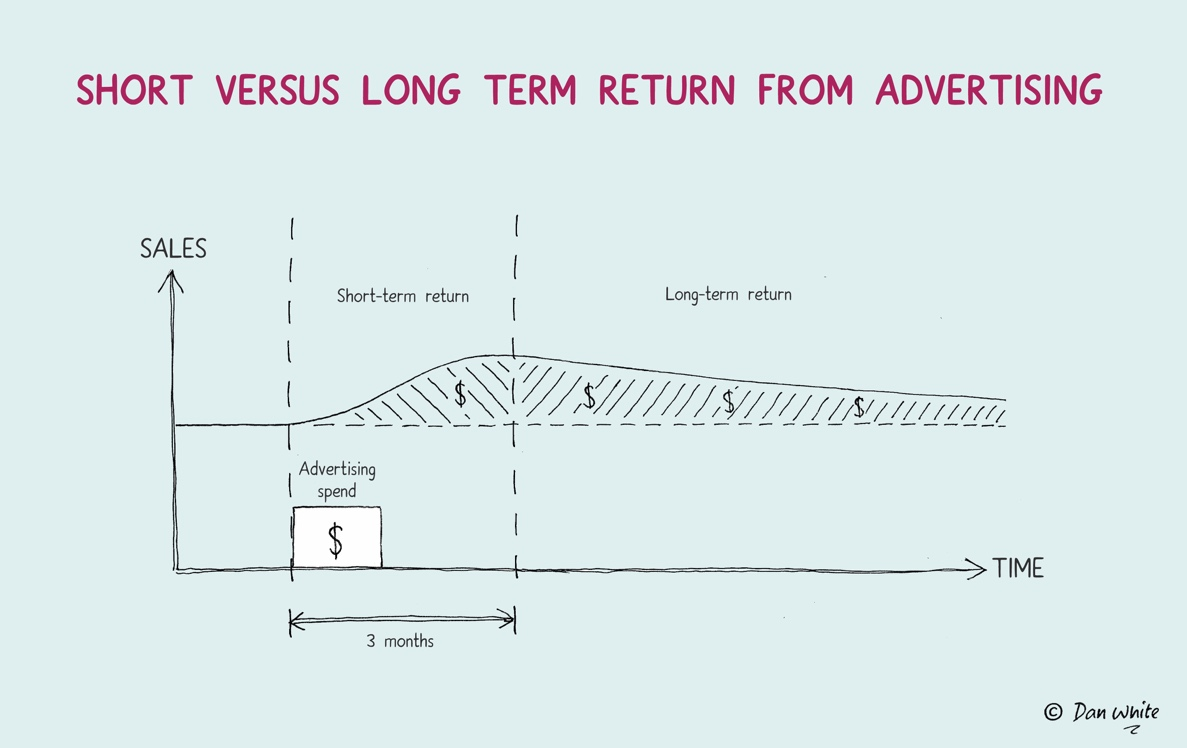 SHORT VERSUS LONG TERM RETURN FROM ADVERTISING
SALES
Short-term return
Long-term return
$
$
$
$
Advertising
spend
$
TIME
3 months
© Dan White